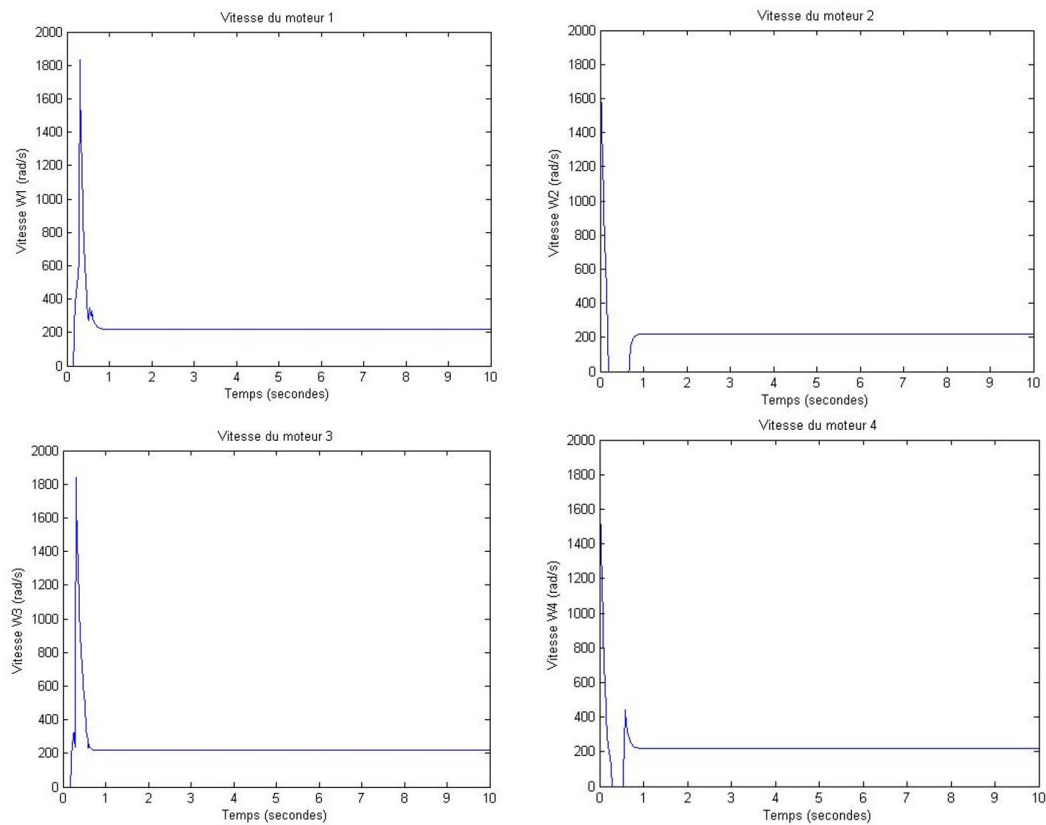 Vitesse du moteur 1
2000
1800
1600
1400
1200
1000
800
600
400
200
0
Vitesse W1 (rad/s)
0 1 2 3 4 5 6 7 8 9 10
Temps (secondes)
Vitesse du moteur 2
2000
1800
1600
1400
1200
1000
800
600
400
200
0
Vitesse W2 (rad/s)
0 1 2 3 4 5 6 7 8 9 10
Temps (secondes)
Vitesse du moteur 3
2000
1800
1600
1400
1200
1000
800
600
400
200
0
Vitesse W3 (rad/s)
0 1 2 3 4 5 6 7 8 9 10
Temps (secondes)
Vitesse du moteur 4
2000
1800
1600
1400
1200
1000
800
600
400
200
0
Vitesse W4 (rad/s)
0 1 2 3 4 5 6 7 8 9 10
Temps (secondes)